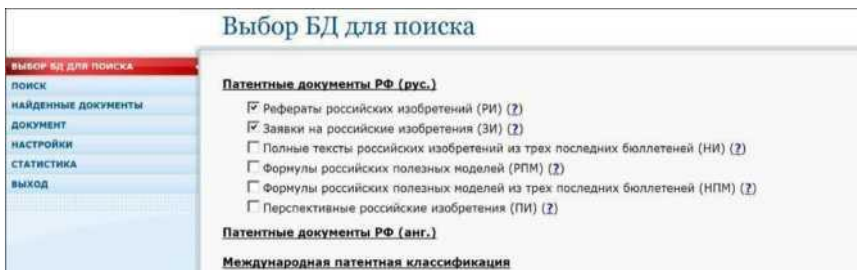 Выбор БД для поиска
ВЫБОР БД ДЛЯ ПОИСКА
ПОИСК
НАЙДЕННЫЕ ДОКУМЕНТЫ
ДОКУМЕНТ
НАСТРОЙКИ
СТАТИСТИКА
ВЫХОД
Патентные документы РФ (рус.)
Рефераты российских изобретений (РИ) (?)
Заявки на российские изобретения (ЗИ) (?)
Полные тексты российских изобретений из трех последних бюллетеней (НИ) (?)
Формулы российских полезных моделей (РПМ) (?)
Формулы российских полезных моделей из трех последних бюллетеней (НПМ) (?)
Перспективные российские изобретения (ПИ) (?)
Патентные документы РФ (анг.)
Международная патентная классификация